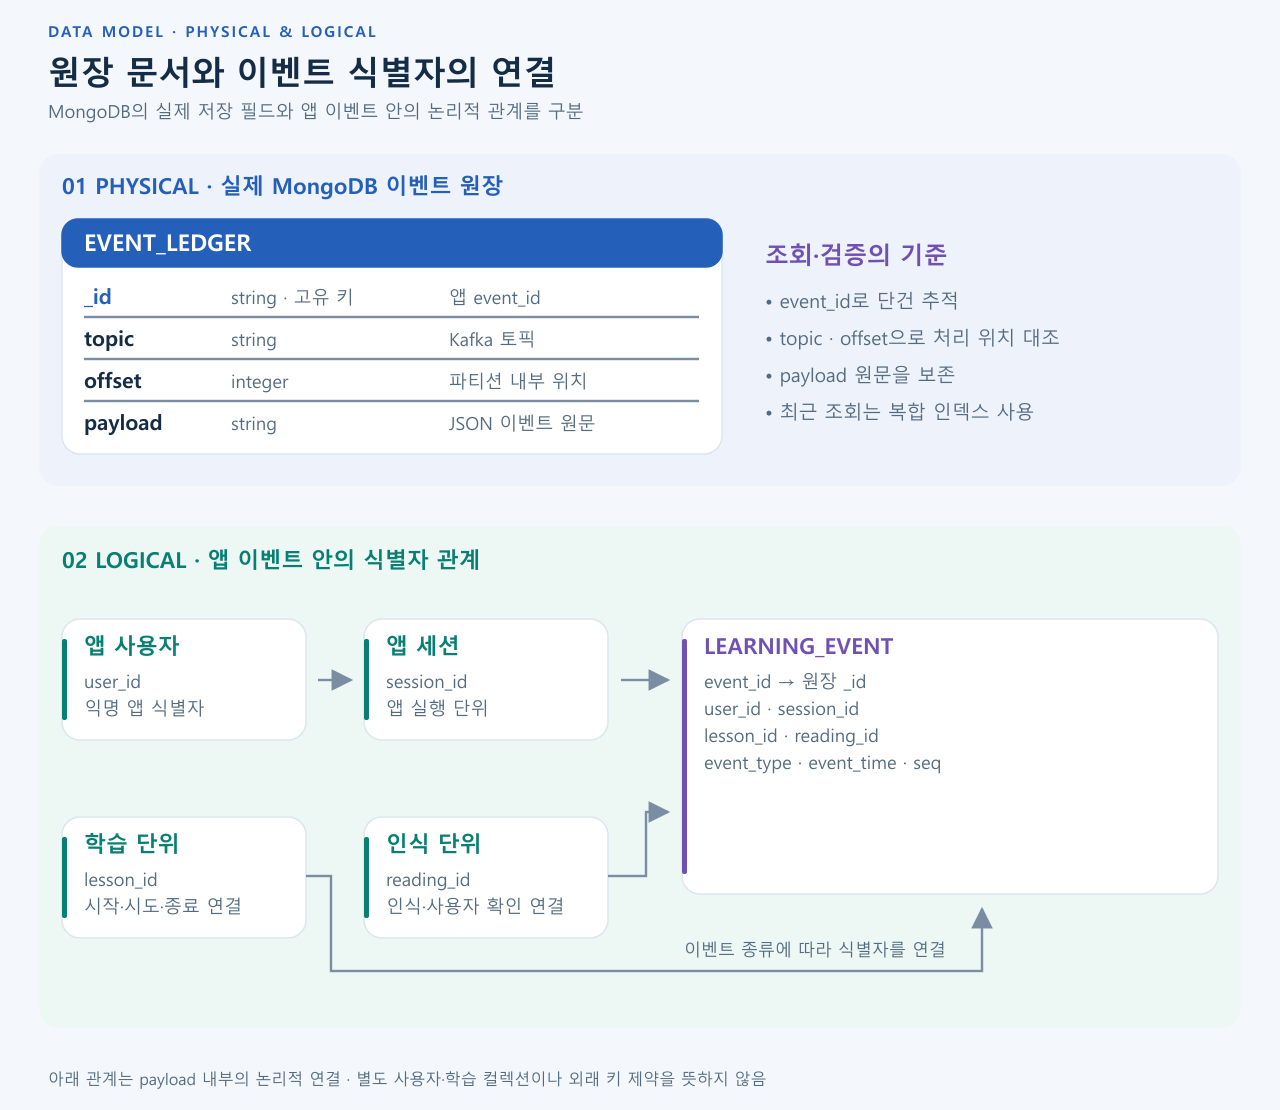 DATA MODEL · PHYSICAL & LOGICAL
원장 문서와 이벤트 식별자의 연결
MongoDB의 실제 저장 필드와 앱 이벤트 안의 논리적 관계를 구분
01 PHYSICAL · 실제 MongoDB 이벤트 원장
EVENT_LEDGER
_id string · 고유 키 앱 event_id
topic string Kafka 토픽
offset integer 파티션 내부 위치
payload string JSON 이벤트 원문
조회·검증의 기준
• event_id로 단건 추적
• topic · offset으로 처리 위치 대조
• payload 원문을 보존
• 최근 조회는 복합 인덱스 사용
02 LOGICAL · 앱 이벤트 안의 식별자 관계
앱 사용자
user_id
익명 앱 식별자
앱 세션
session_id
앱 실행 단위
LEARNING_EVENT
event_id → 원장 _id
user_id · session_id
lesson_id · reading_id
event_type · event_time · seq
학습 단위
lesson_id
시작·시도·종료 연결
인식 단위
reading_id
인식·사용자 확인 연결
이벤트 종류에 따라 식별자를 연결
아래 관계는 payload 내부의 논리적 연결 · 별도 사용자·학습 컬렉션이나 외래 키 제약을 뜻하지 않음